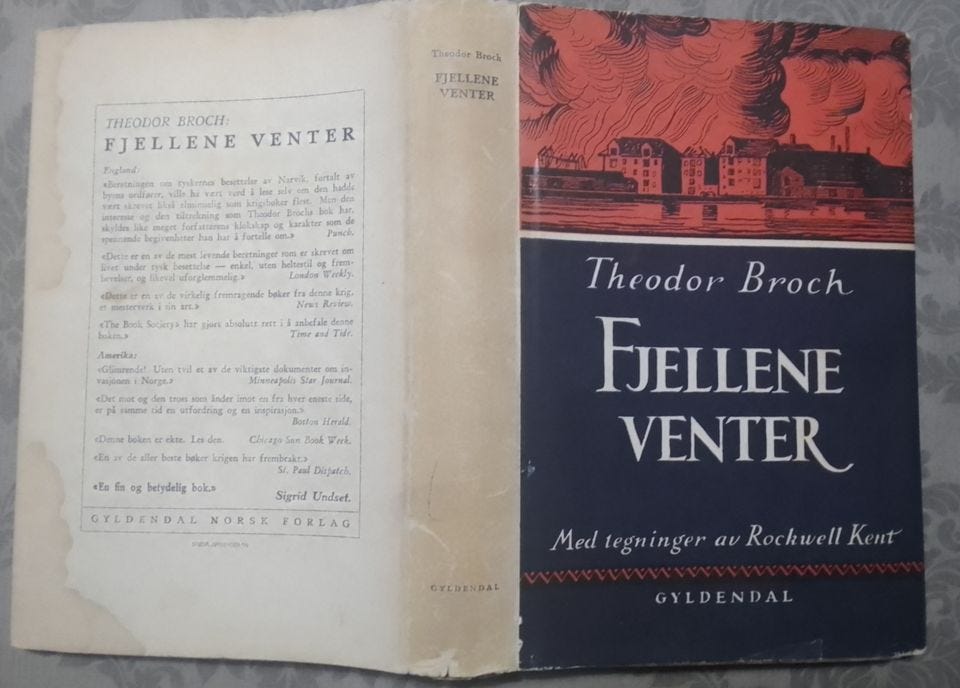 THEODOR BROCH:
FJELLENE VENTER
England:
«Beretningen om tyskernes besettelse av Narvik, fortalt av
byens ordfører, ville ha vært verd å lese selv om den hadde
vært skrevet likså ålminnelig som krigsbøker flest. Men den
interesse og den tiltrekning som Theodor Brochs bok har,
skyldes like meget forfatterens klokskap og karakter som de
spennende begivenheter han har å fortelle om.» Punch.
«Dette er en av de mest levende beretninger som er skrevet om
livet under tysk besettelse — enkel, uten heltestil og frem-
hevelser, og likevel uforglemmelig.» London Weekly.
«Dette er en av de virkelig fremragende bøker fra denne krig,
et mesterverk i sin art.» News Review.
«The Book Society» har gjort absolutt rett i å anbefale denne
boken.» Time and Tide.
Amerika:
«Glimrende! Uten tvil et av de viktigste dokumenter om in-
vasjonen i Norge.» Minneapolis Star Journal.
«Det mot og den tross som ånder imot en fra hver eneste side,
er på samme tid en utfordring og en inspirasjon.»
Boston Herald.
«Denne boken er ekte. Les den. Chicago Sun Book Week.
«En av de aller beste bøker krigen har frembrakt.»
St. Paul Dispatch.
«En fin og betydelig bok.» Sigrid Undset.
GYLDENDAL NORSK FORLAG
Theodor Broch
FJELLENE
VENTER
GYLDENDAL
Theodor Broch
FJELLENE
VENTER
Med tegninger av Rockwell Kent
GYLDENDAL